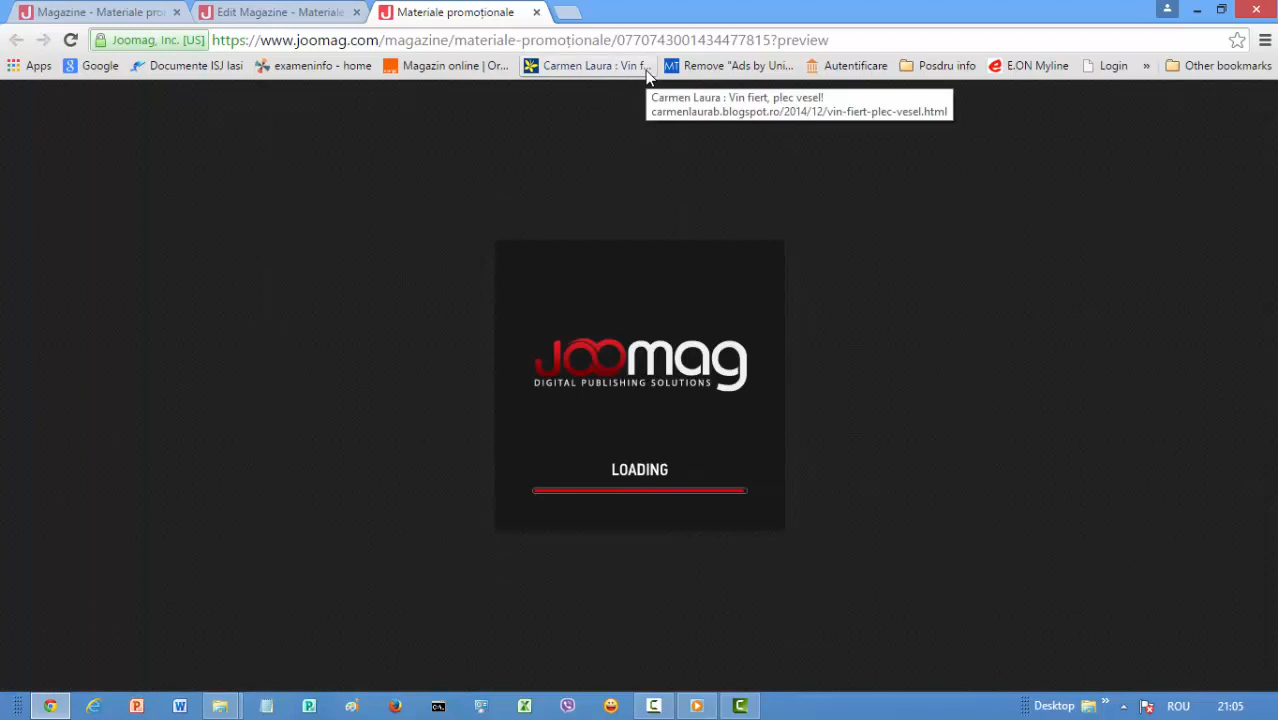 Magazine - Materiale pro
Edit Magazine - Materiale
Materiale promoționale
Joomag, Inc. [US]
https://www.joomag.com/magazine/materiale-promotionale/0770743001434477815?preview
Apps
Google
Documente ISJ Iasi
exameninfo - home
Magazin online | Or...
Carmen Laura : Vin f...
Remove "Ads by Uni...
Autentificare
Posdru info
E.ON Myline
Login
»
Other bookmarks
Carmen Laura : Vin fiert, plec vesel!
carmenlaurab.blogspot.ro/2014/12/vin-fiert-plec-vesel.html
JOOmag
DIGITAL PUBLISHING SOLUTIONS
LOADING
Desktop
»
ROU
21:05